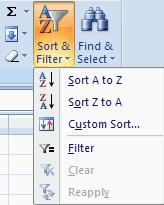 Σ
Sort & Find &
Filter Select
Sort A to Z
Sort Z to A
Custom Sort...
Filter
Clear
Reapply